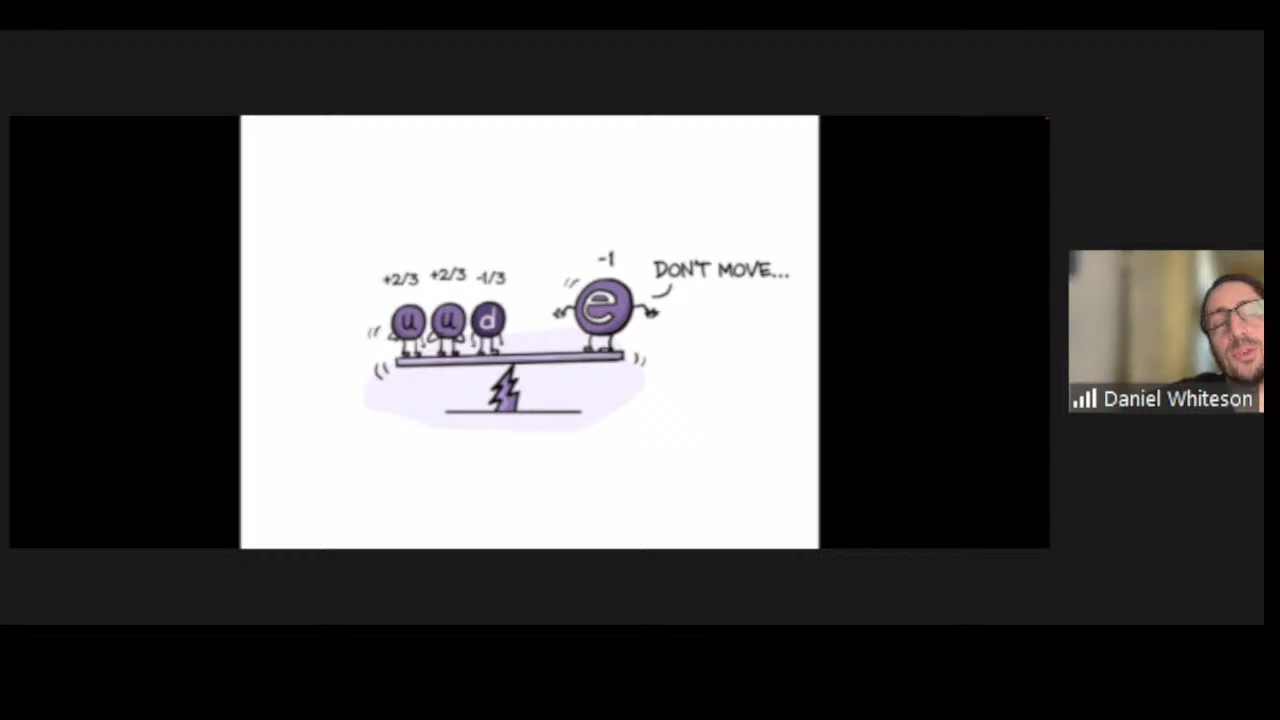 -1
DON'T MOVE...
+2/3 +2/3 -1/3
u u d e
Daniel Whiteson